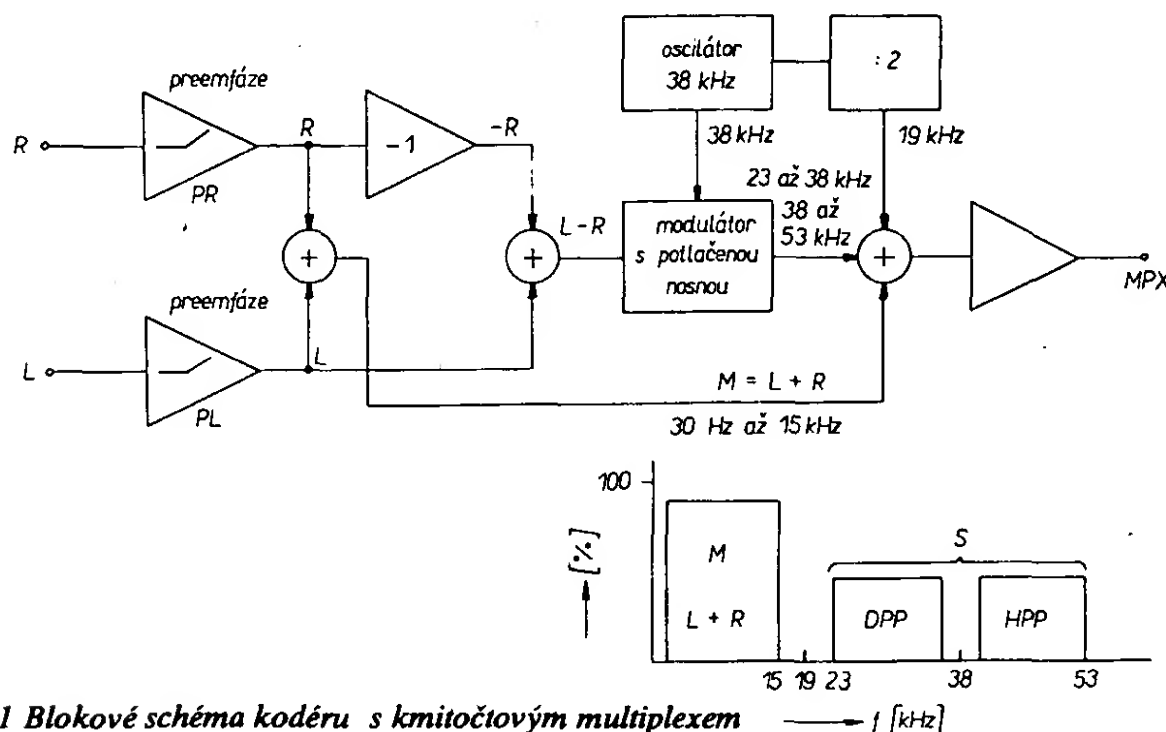 preemfáze
R
PR
R
-1
-R
oscilátor
38 kHz
: 2
38 kHz
19 kHz
+
L-R
+
modulátor
s potlačenou
nosnou
23 až 38 kHz
38 až
53 kHz
+
MPX
preemfáze
L
PL
L
M = L + R
30 Hz až 15 kHz
100
[%]
M
L + R
S
DPP
HPP
15 19 23 38 53
f [kHz]
1 Blokové schéma kodéru s kmitočtovým multiplexem